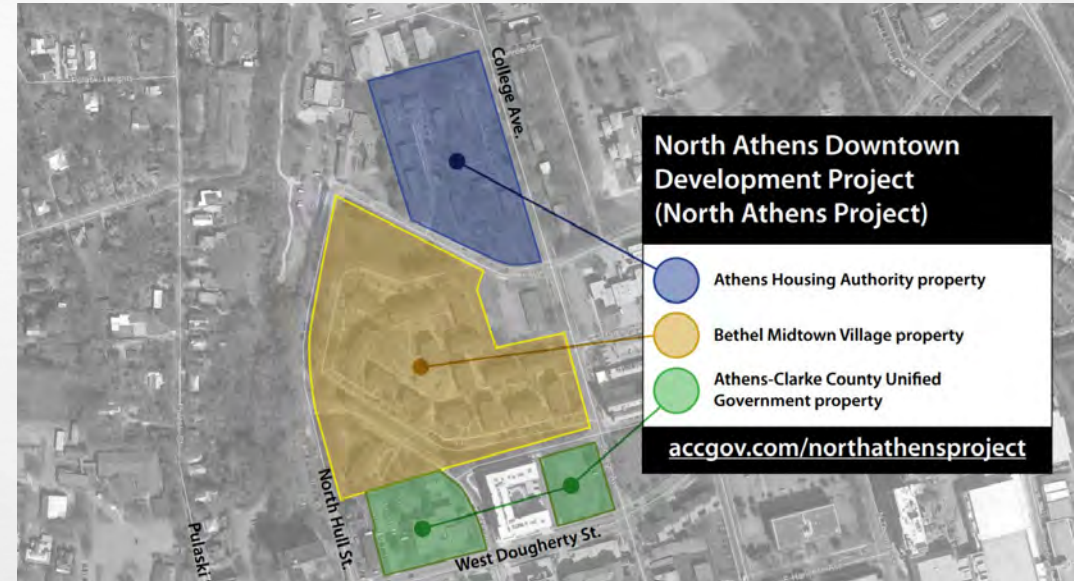 College Ave.
North Athens Downtown
Development Project
(North Athens Project)
Athens Housing Authority property
Bethel Midtown Village property
Athens-Clarke County Unified
Government property
accgov.com/northathensproject
North Hull St.
West Dougherty St.
Pulaski